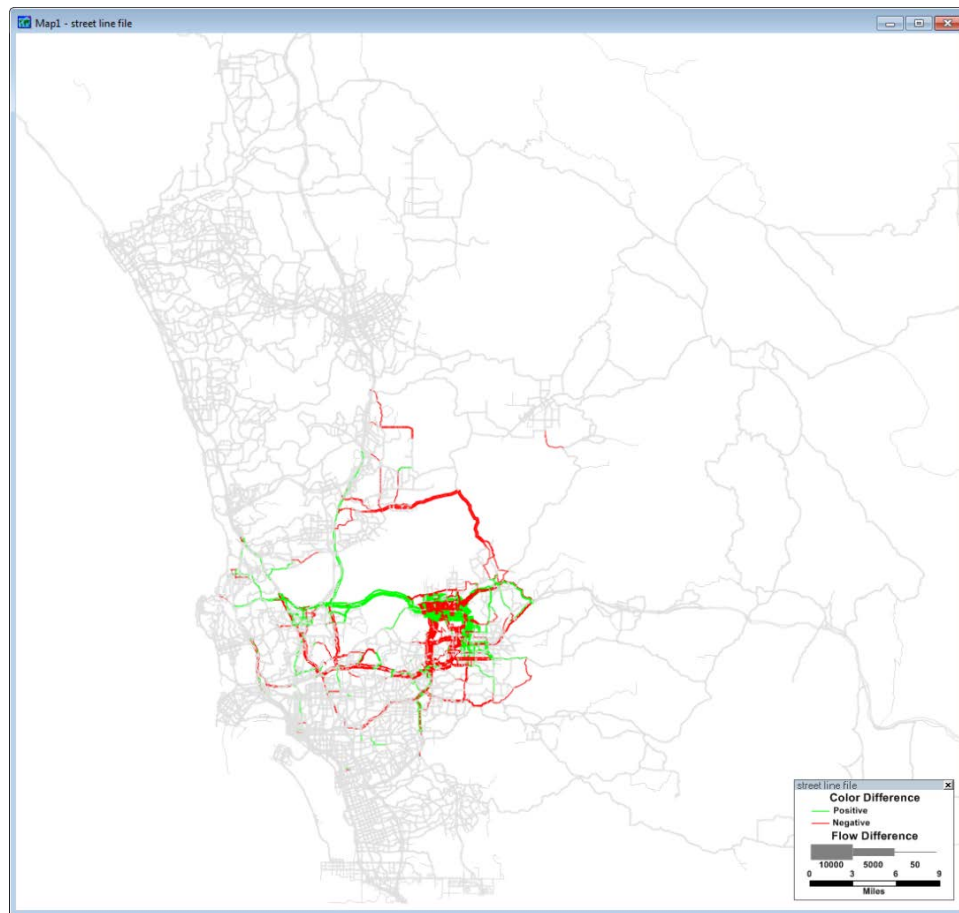 Map1 - street line file
street line file
Color Difference
Positive
Negative
Flow Difference
10000 5000 50
0 3 6 9
Miles